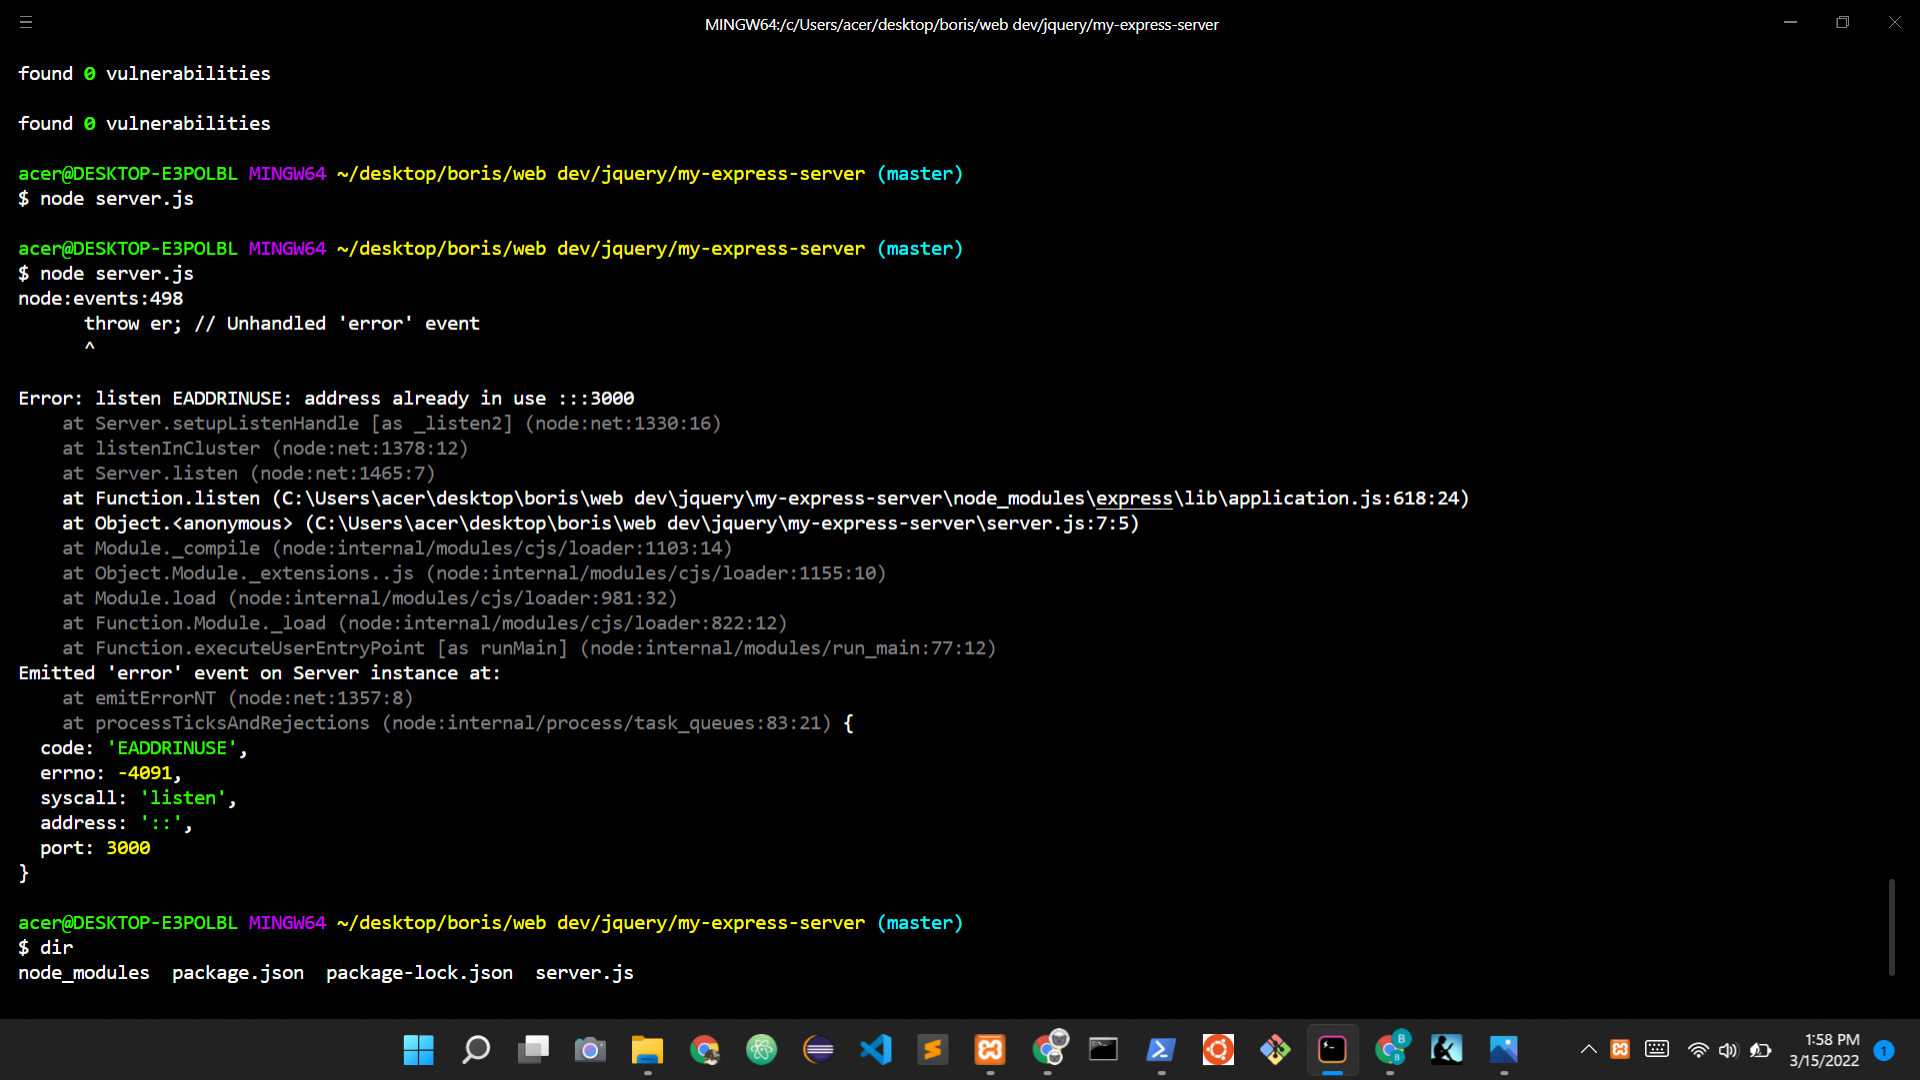 MINGW64:/c/Users/acer/desktop/boris/web dev/jquery/my-express-server
found 0 vulnerabilities
found 0 vulnerabilities
acer@DESKTOP-E3POLBL MINGW64 ~/desktop/boris/web dev/jquery/my-express-server (master)
$ node server.js
acer@DESKTOP-E3POLBL MINGW64 ~/desktop/boris/web dev/jquery/my-express-server (master)
$ node server.js
node:events:498
      throw er; // Unhandled 'error' event
      ^
Error: listen EADDRINUSE: address already in use :::3000
    at Server.setupListenHandle [as _listen2] (node:net:1330:16)
    at listenInCluster (node:net:1378:12)
    at Server.listen (node:net:1465:7)
    at Function.listen (C:\Users\acer\desktop\boris\web dev\jquery\my-express-server\node_modules\express\lib\application.js:618:24)
    at Object.<anonymous> (C:\Users\acer\desktop\boris\web dev\jquery\my-express-server\server.js:7:5)
    at Module._compile (node:internal/modules/cjs/loader:1103:14)
    at Object.Module._extensions..js (node:internal/modules/cjs/loader:1155:10)
    at Module.load (node:internal/modules/cjs/loader:981:32)
    at Function.Module._load (node:internal/modules/cjs/loader:822:12)
    at Function.executeUserEntryPoint [as runMain] (node:internal/modules/run_main:77:12)
Emitted 'error' event on Server instance at:
    at emitErrorNT (node:net:1357:8)
    at processTicksAndRejections (node:internal/process/task_queues:83:21) {
  code: 'EADDRINUSE',
  errno: -4091,
  syscall: 'listen',
  address: '::',
  port: 3000
}
acer@DESKTOP-E3POLBL MINGW64 ~/desktop/boris/web dev/jquery/my-express-server (master)
$ dir
node_modules  package.json  package-lock.json  server.js
1:58 PM
3/15/2022
1